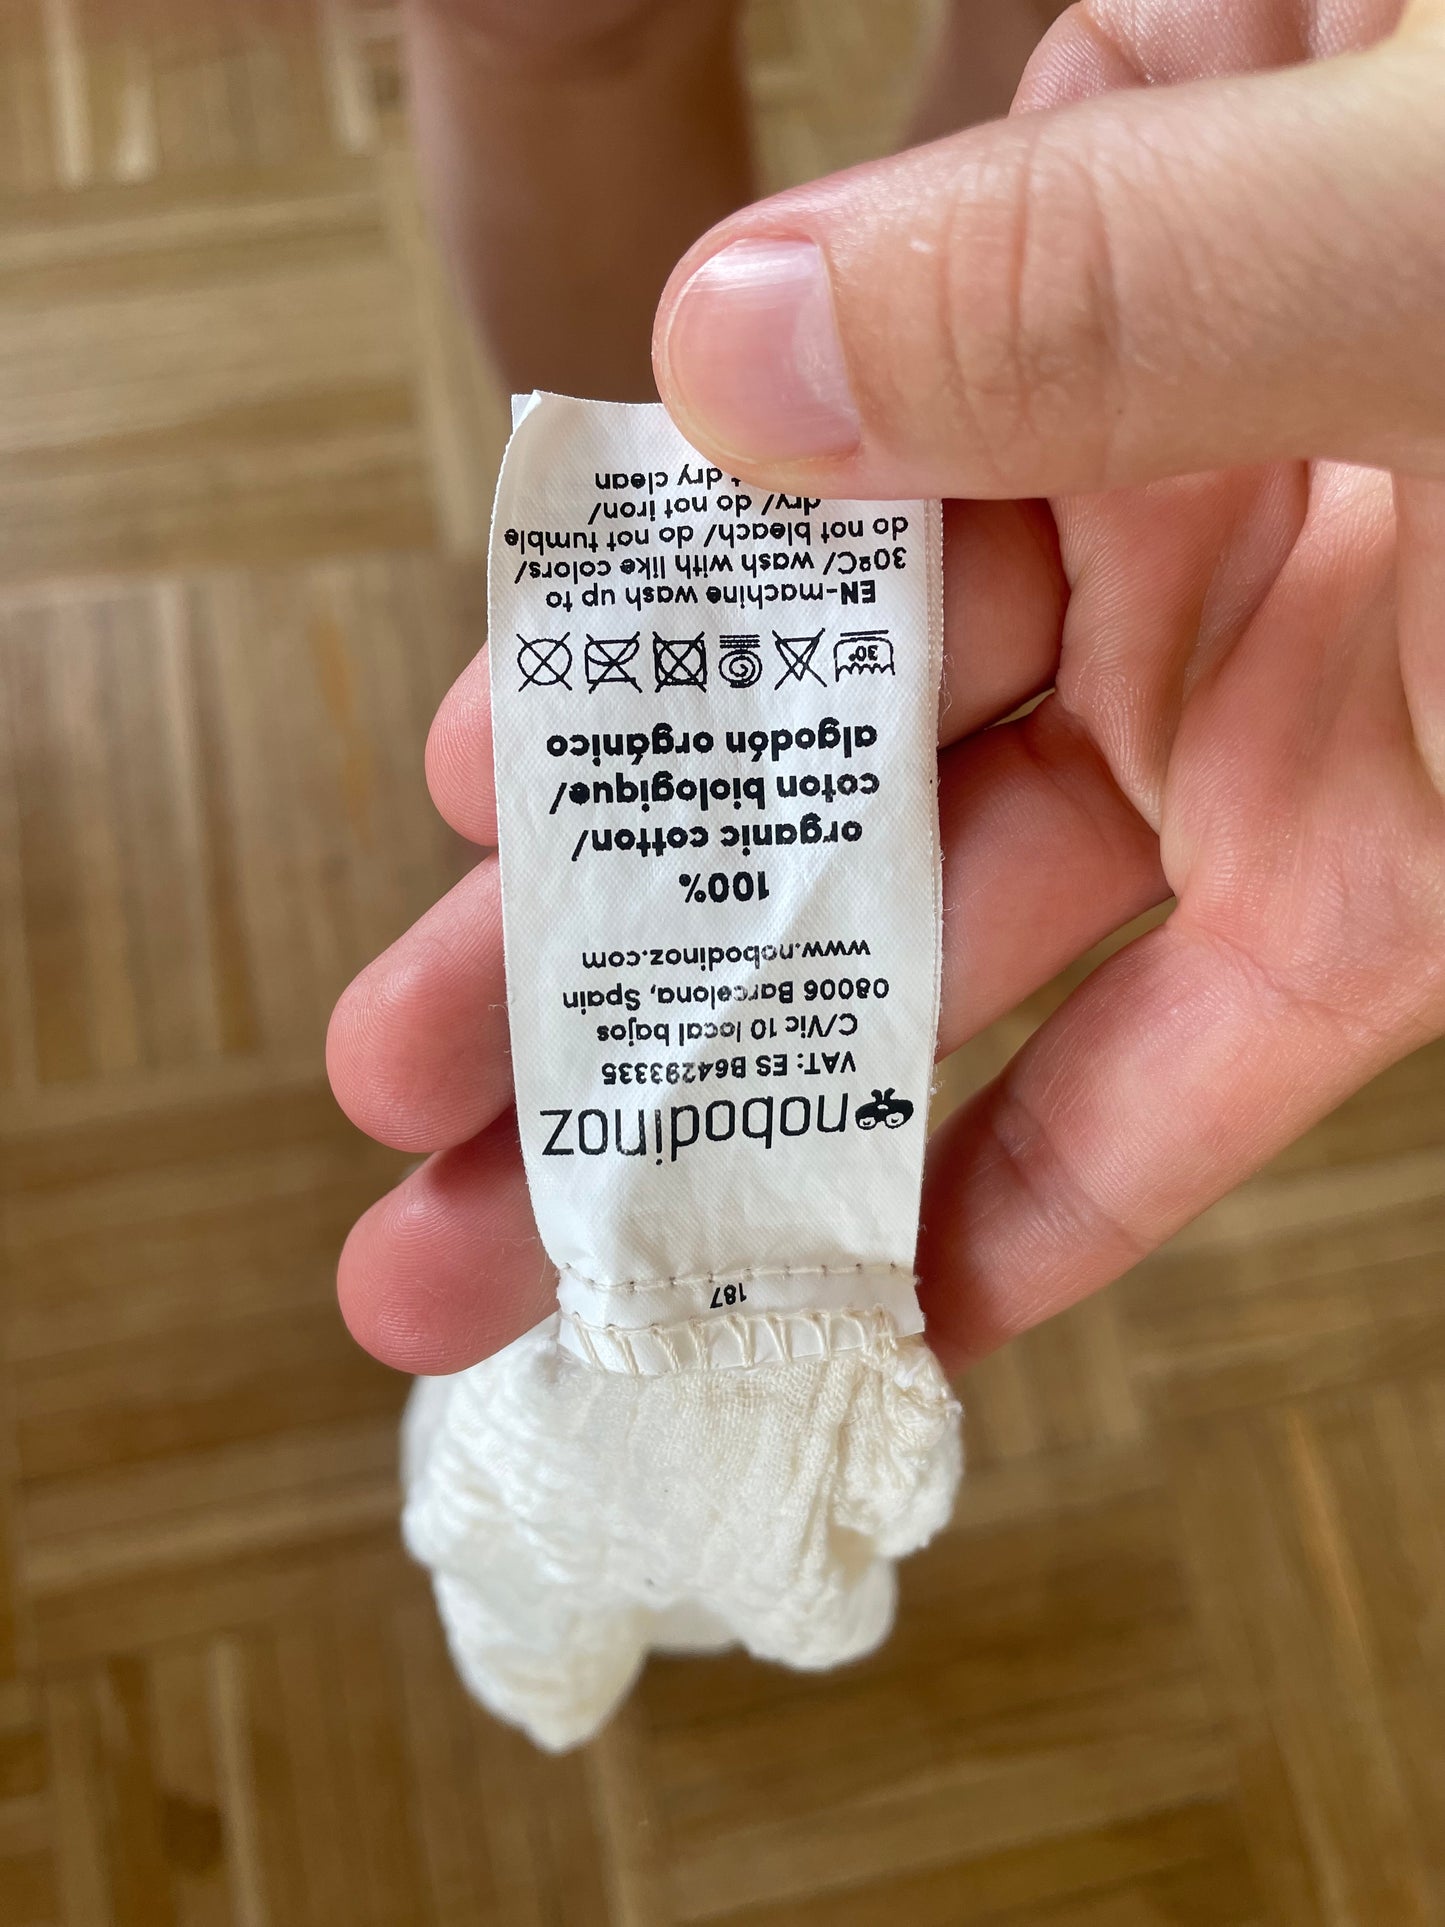 187
nobodinoz
VAT: ES B64293335
C/Vic 10 local bajos
08006 Barcelona, Spain
www.nobodinoz.com
100%
organic cotton/
coton biologique/
algodón orgánico
30º
EN-machine wash up to
30ºC/ wash with like colors/
do not bleach/ do not tumble
dry/ do not iron/
dry clean